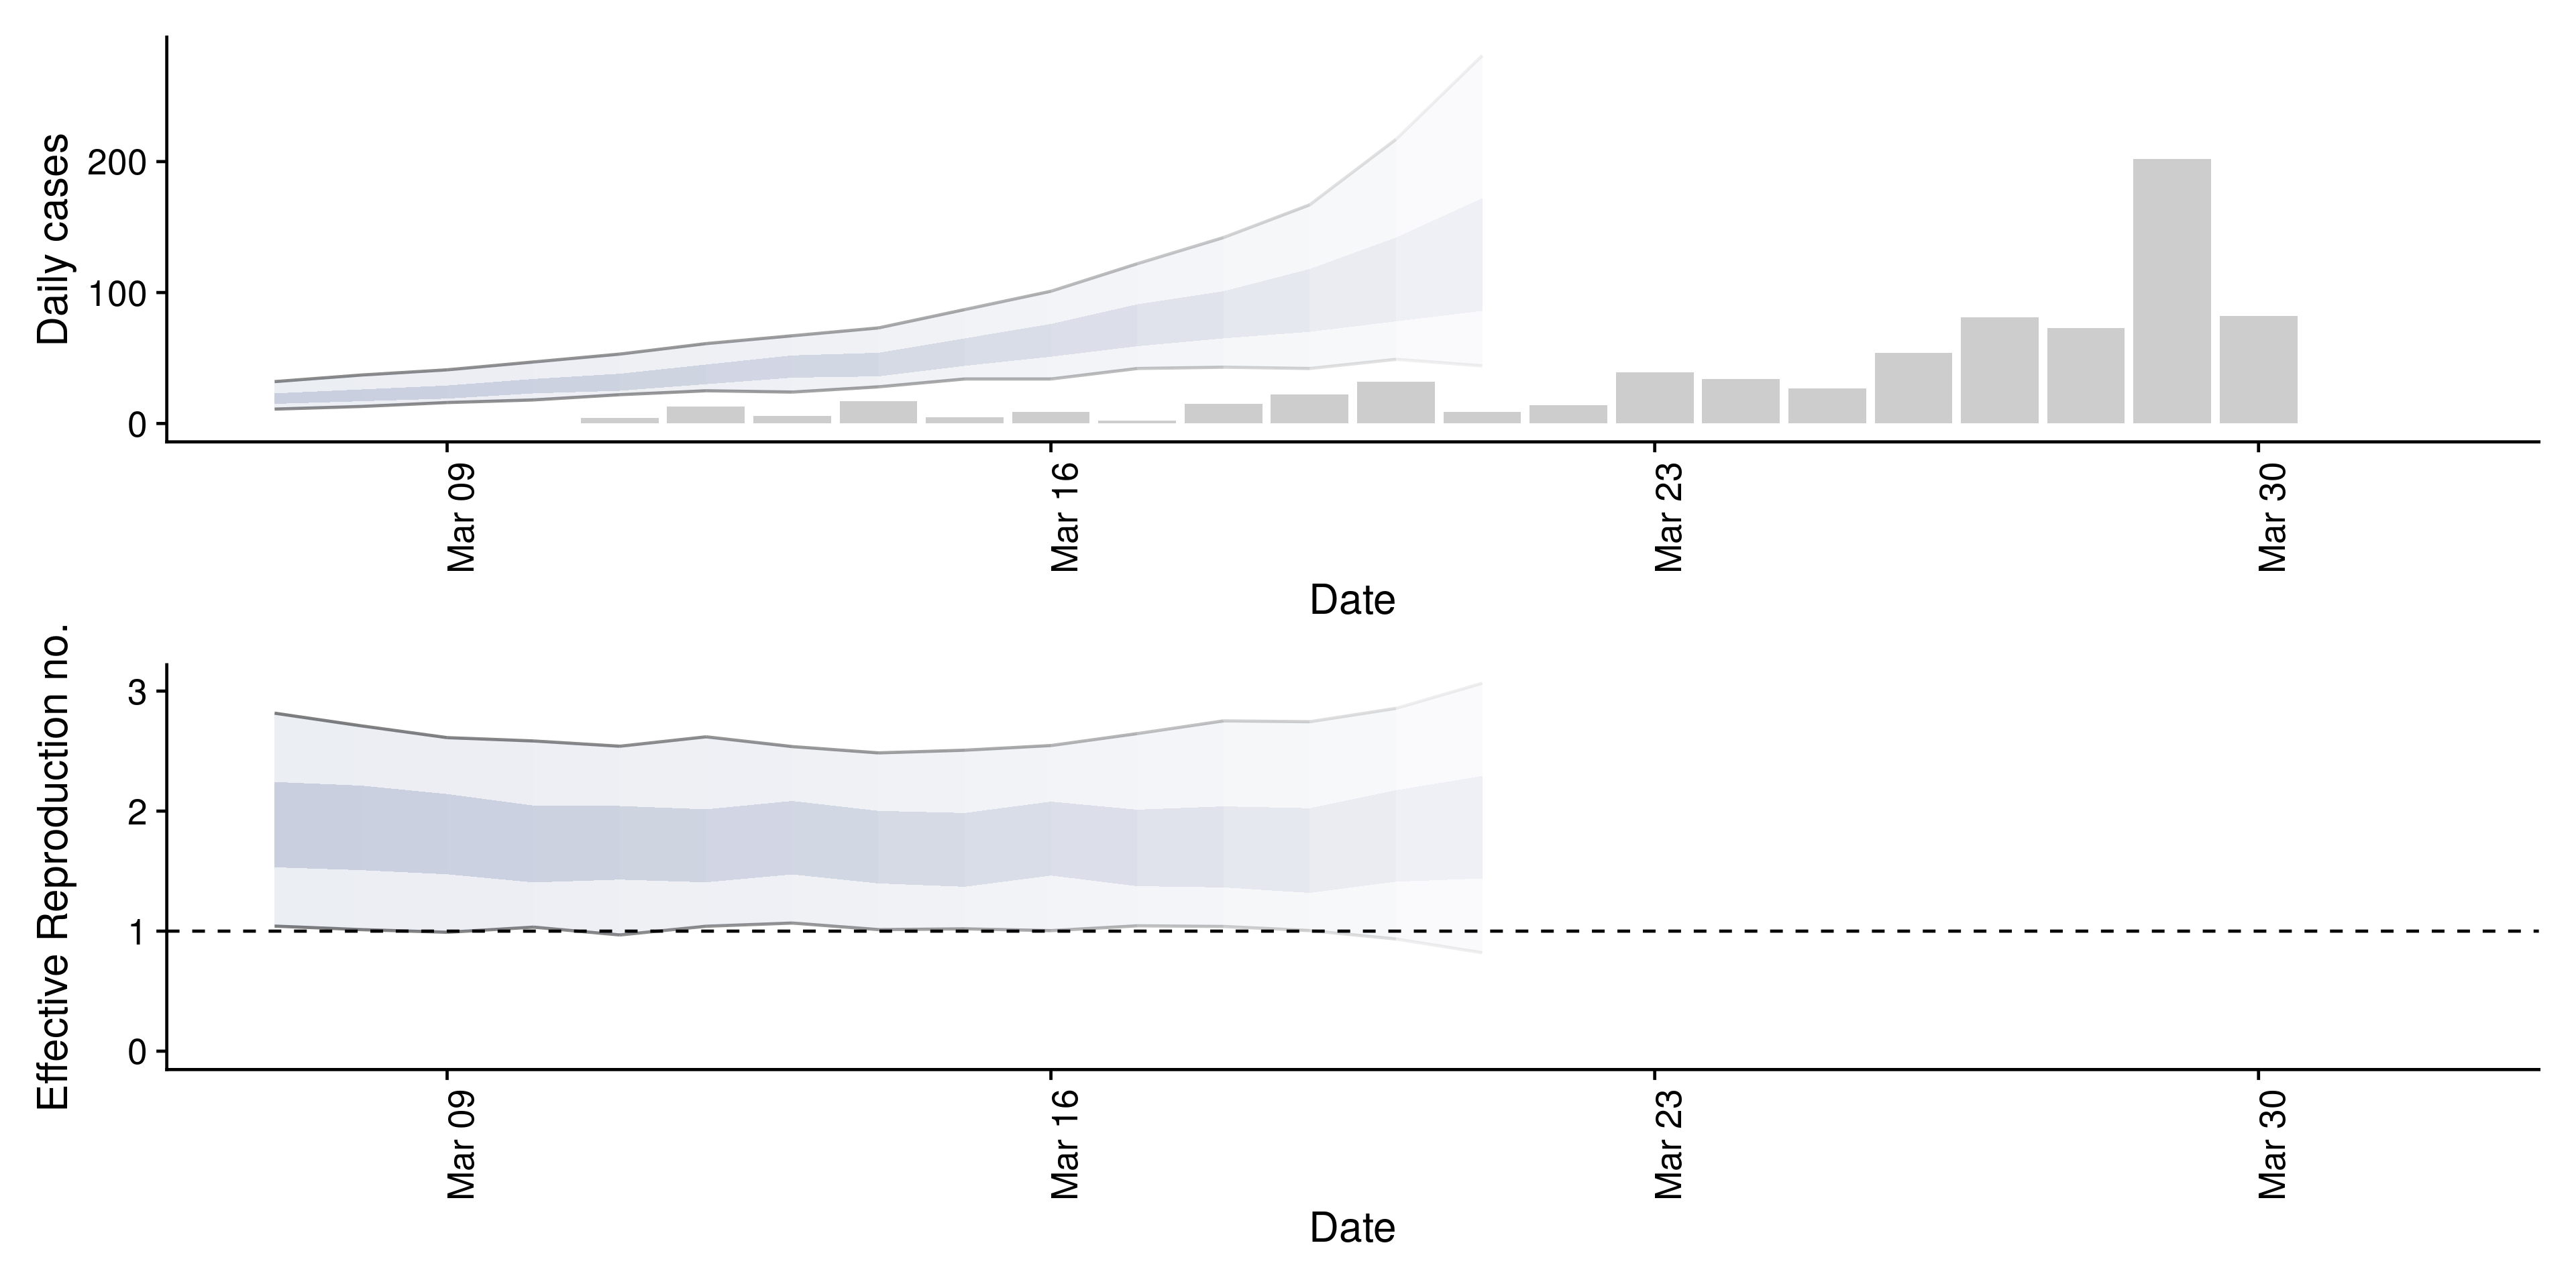 Daily cases
200
100
0
Mar 09
Mar 16
Mar 23
Mar 30
Date
Effective Reproduction no.
3
2
1
0
Mar 09
Mar 16
Mar 23
Mar 30
Date